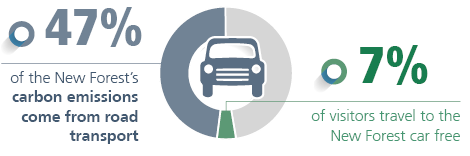 47%
of the New Forest's
carbon emissions
come from road
transport
7%
of visitors travel to the
New Forest car free